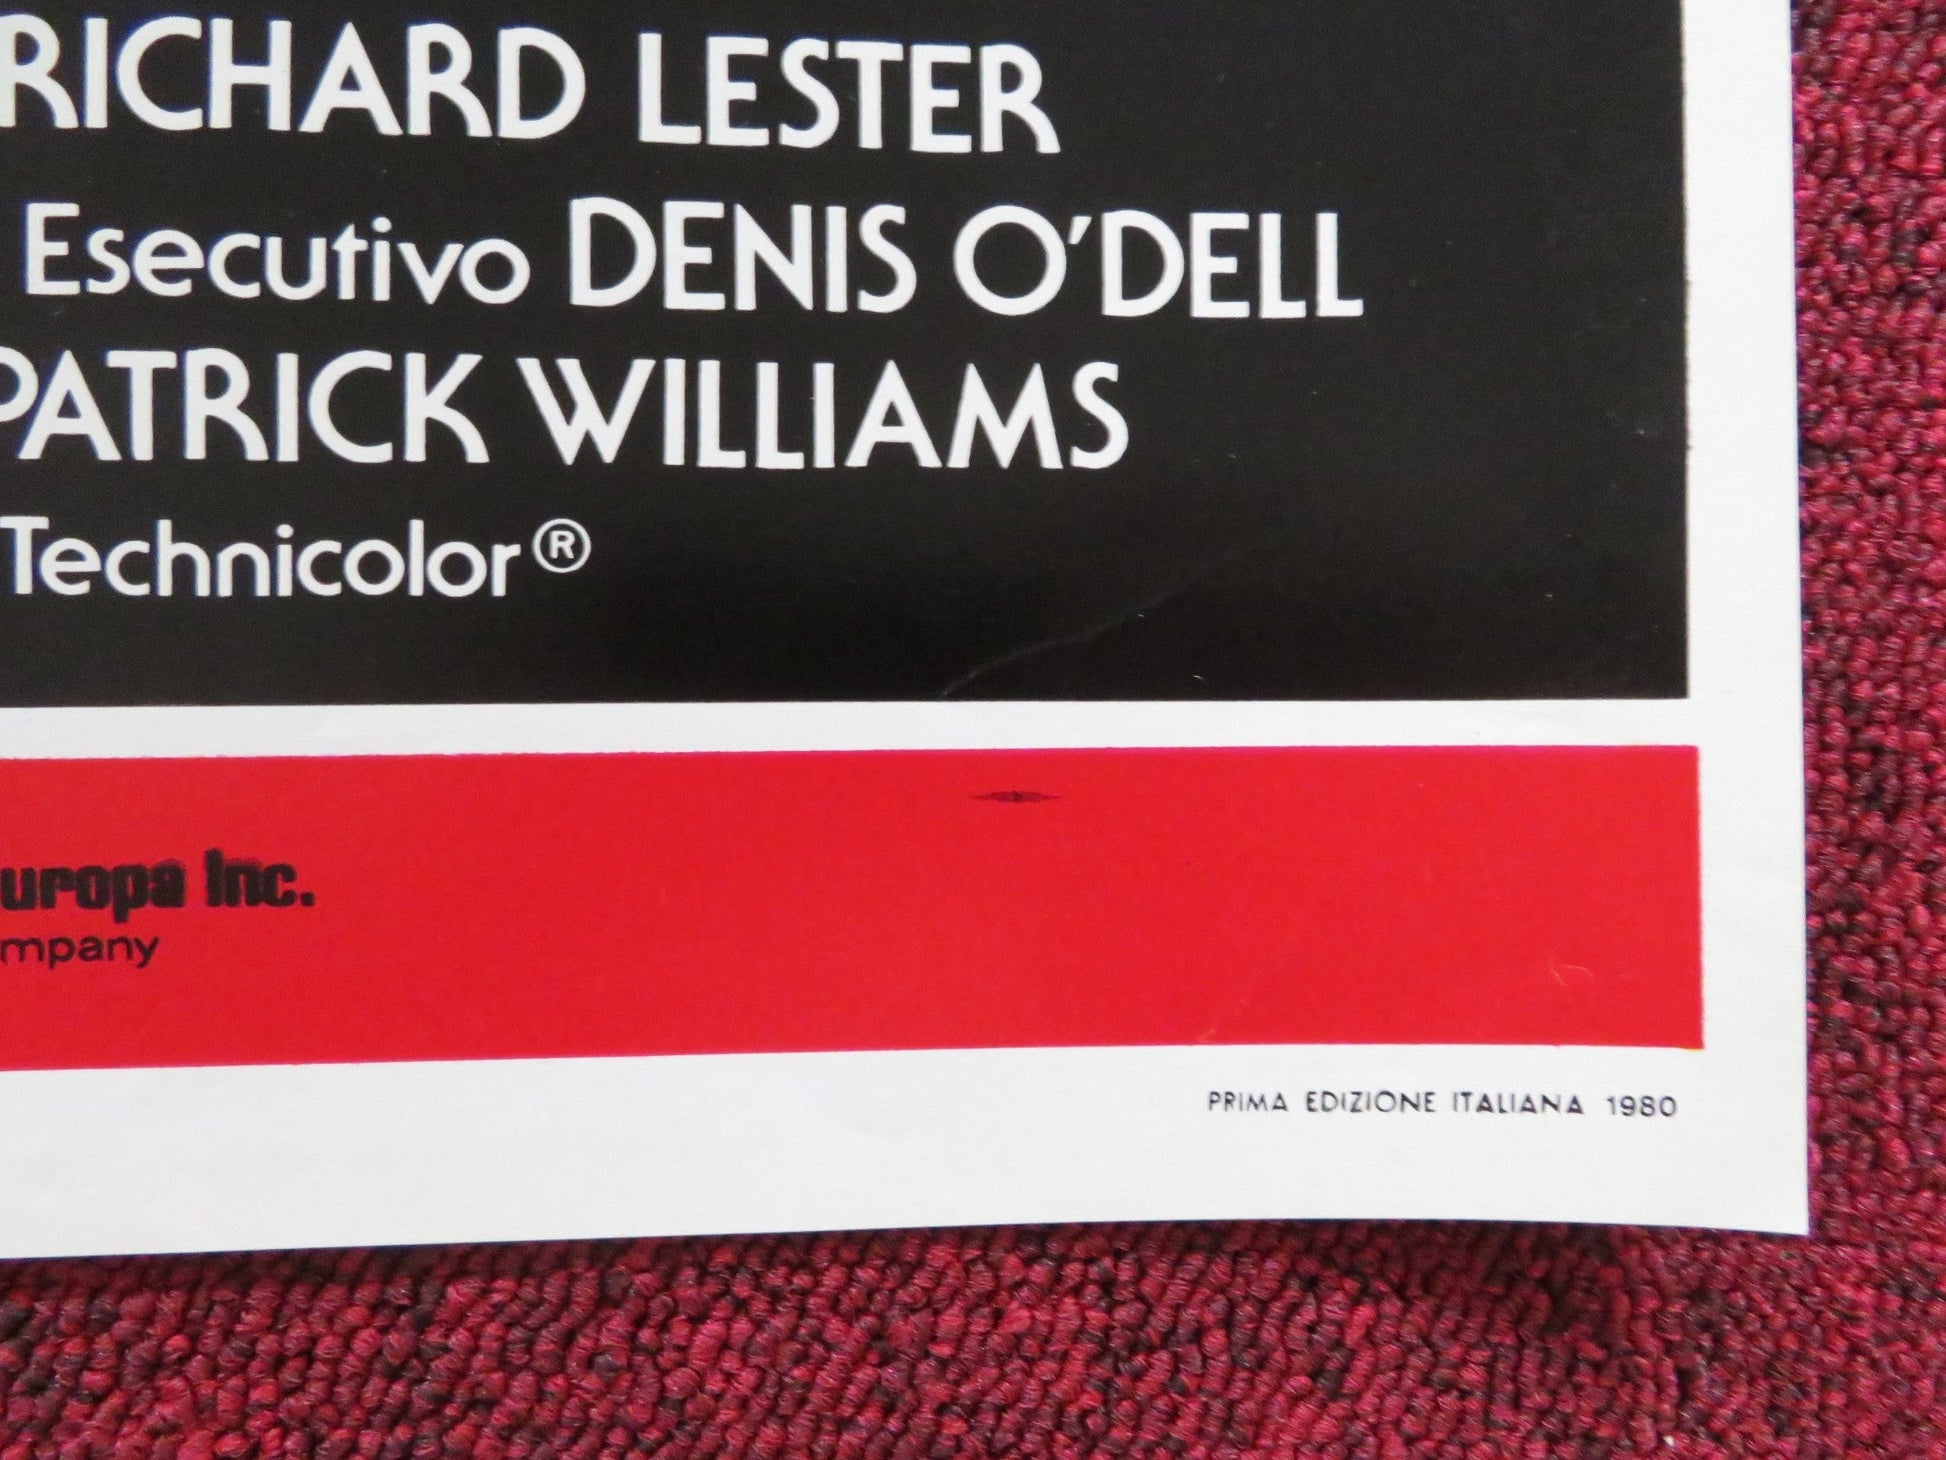 RICHARD LESTER
Esecutivo DENIS O'DELL
PATRICK WILLIAMS
Technicolor®
uropa Inc.
mpany
PRIMA EDIZIONE ITALIANA 1980